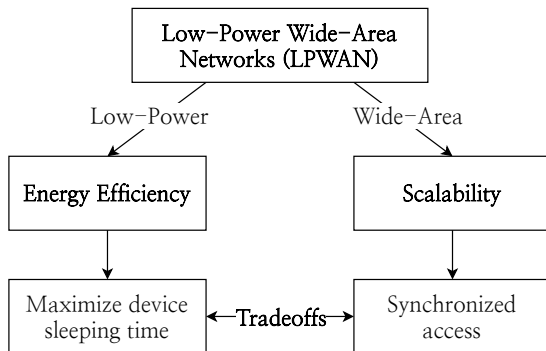 Low-Power Wide-Area
Networks (LPWAN)
Low-Power
Wide-Area
Energy Efficiency
Scalability
Maximize device
sleeping time
Tradeoffs
Synchronized
access